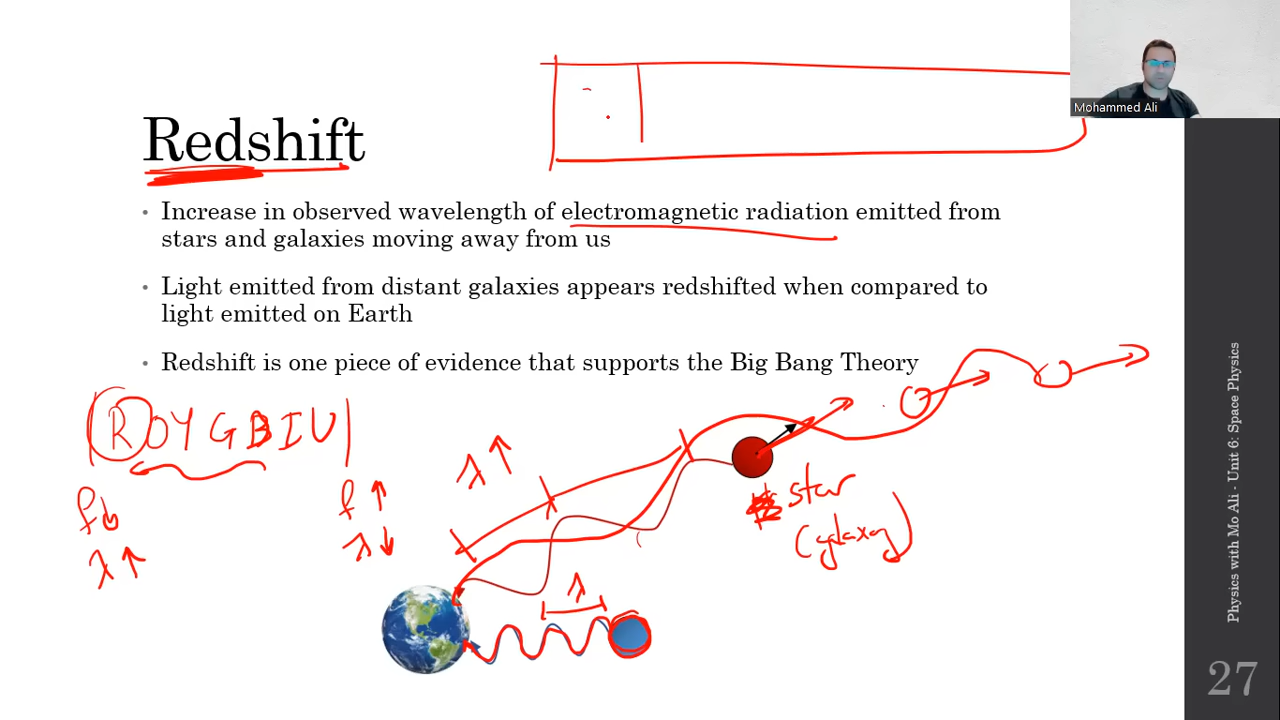 Mohammed Ali
Redshift
• Increase in observed wavelength of electromagnetic radiation emitted from
stars and galaxies moving away from us
• Light emitted from distant galaxies appears redshifted when compared to
light emitted on Earth
• Redshift is one piece of evidence that supports the Big Bang Theory
ROYGBIV
f↓
λ↑
f↑
λ↓
λ↑
star
(galaxy)
λ
Physics with Mo Ali - Unit 6: Space Physics
27